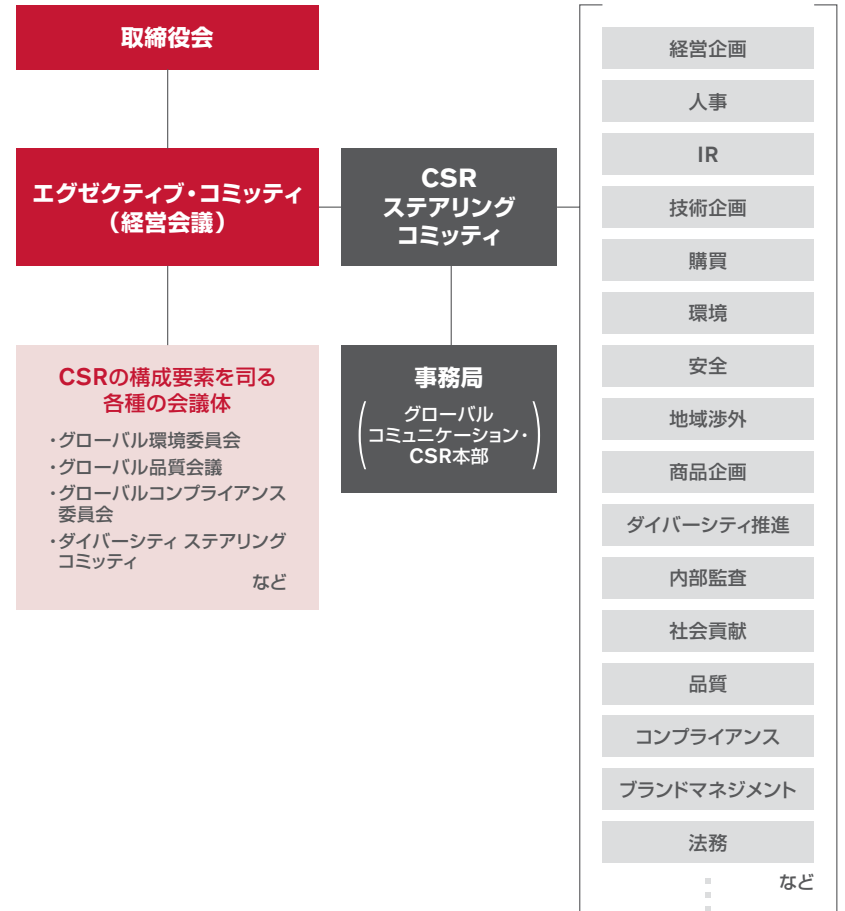 取締役会
エグゼクティブ・コミッティ
（経営会議）
CSRの構成要素を司る
各種の会議体
・グローバル環境委員会
・グローバル品質会議
・グローバルコンプライアンス
委員会
・ダイバーシティ ステアリング
コミッティ
など
CSR
ステアリング
コミッティ
事務局
（グローバル
コミュニケーション・
CSR本部）
経営企画
人事
IR
技術企画
購買
環境
安全
地域渉外
商品企画
ダイバーシティ推進
内部監査
社会貢献
品質
コンプライアンス
ブランドマネジメント
法務
など